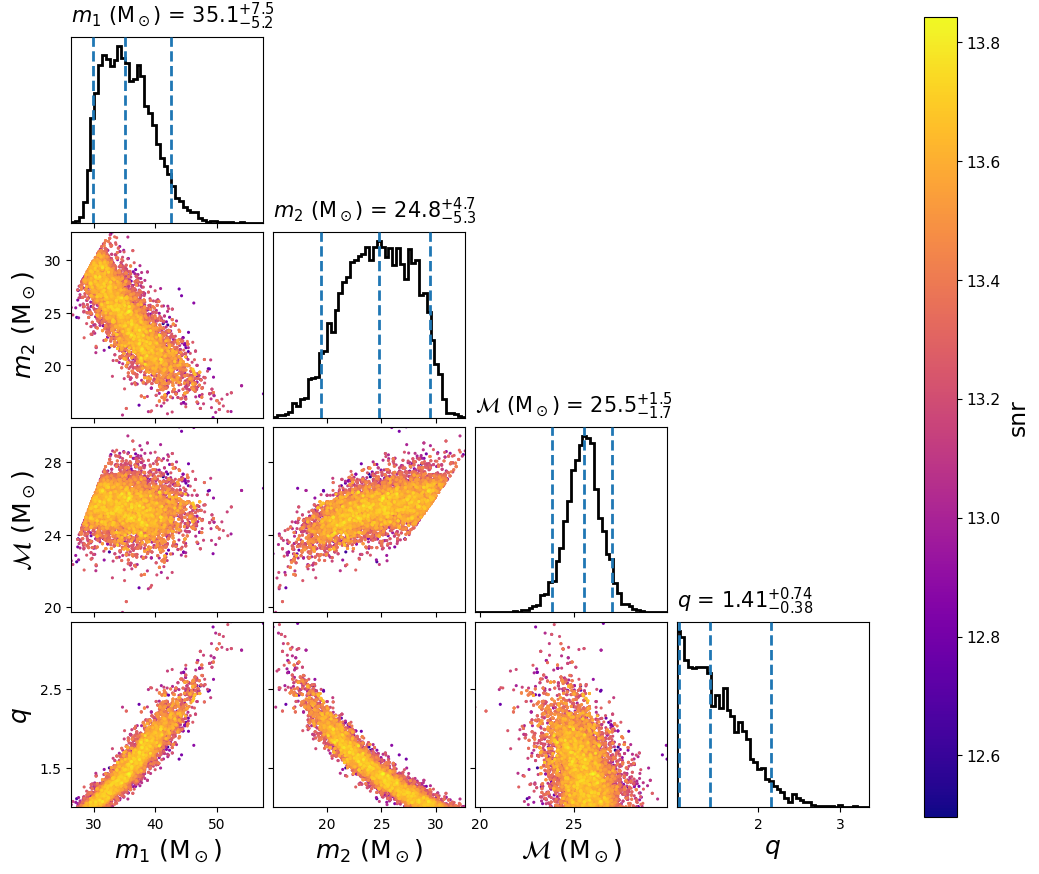 m₁ (M⊙) = 35.1+7.5 −5.2
13.8
13.6
13.4
13.2
13.0
12.8
12.6
snr
m₂ (M⊙) = 24.8+4.7 −5.3
30
25
20
m₂ (M⊙)
ℳ (M⊙) = 25.5+1.5 −1.7
28
24
20
ℳ (M⊙)
q = 1.41+0.74 −0.38
2.5
1.5
q
30 40 50 20 25 30 20 25 2 3
m₁ (M⊙) m₂ (M⊙) ℳ (M⊙) q